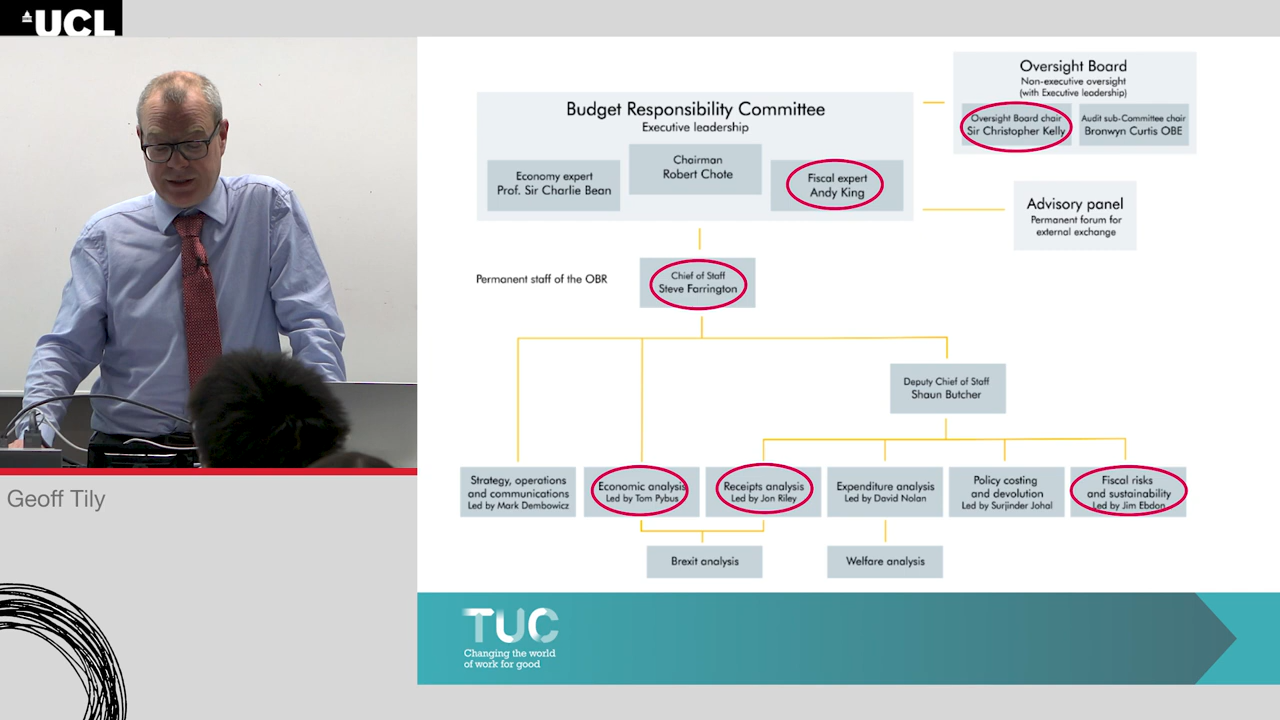 UCL
Geoff Tily
Budget Responsibility Committee
Executive leadership
Economy expert
Prof. Sir Charlie Bean
Chairman
Robert Chote
Fiscal expert
Andy King
Oversight Board
Non-executive oversight
(with Executive leadership)
Oversight Board chair
Sir Christopher Kelly
Audit sub-Committee chair
Bronwyn Curtis OBE
Advisory panel
Permanent forum for
external exchange
Permanent staff of the OBR
Chief of Staff
Steve Farrington
Deputy Chief of Staff
Shaun Butcher
Strategy, operations
and communications
Led by Mark Dembowicz
Economic analysis
Led by Tom Pybus
Receipts analysis
Led by Jon Riley
Expenditure analysis
Led by David Nolan
Policy costing
and devolution
Led by Surjinder Johal
Fiscal risks
and sustainability
Led by Jim Ebdon
Brexit analysis
Welfare analysis
TUC
Changing the world
of work for good